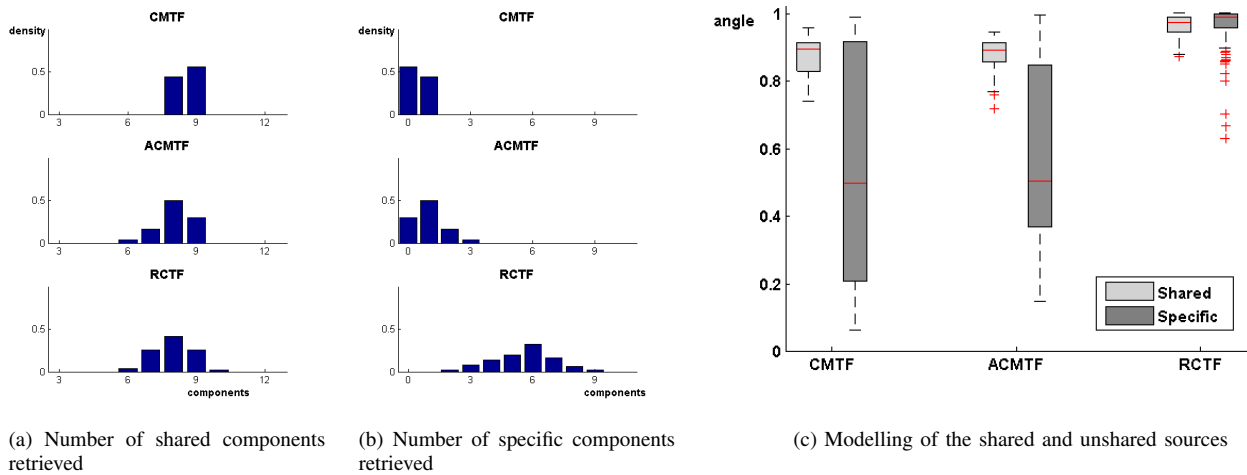 CMTF
density
0.5
0
3 6 9 12
ACMTF
0.5
0
3 6 9 12
RCTF
0.5
0
3 6 9 12
components
(a) Number of shared components
retrieved
CMTF
density
0.5
0
0 3 6 9
ACMTF
0.5
0
0 3 6 9
RCTF
0.5
0
0 3 6 9
components
(b) Number of specific components
retrieved
angle
1
0.8
0.6
0.4
0.2
0
Shared
Specific
CMTF ACMTF RCTF
(c) Modelling of the shared and unshared sources